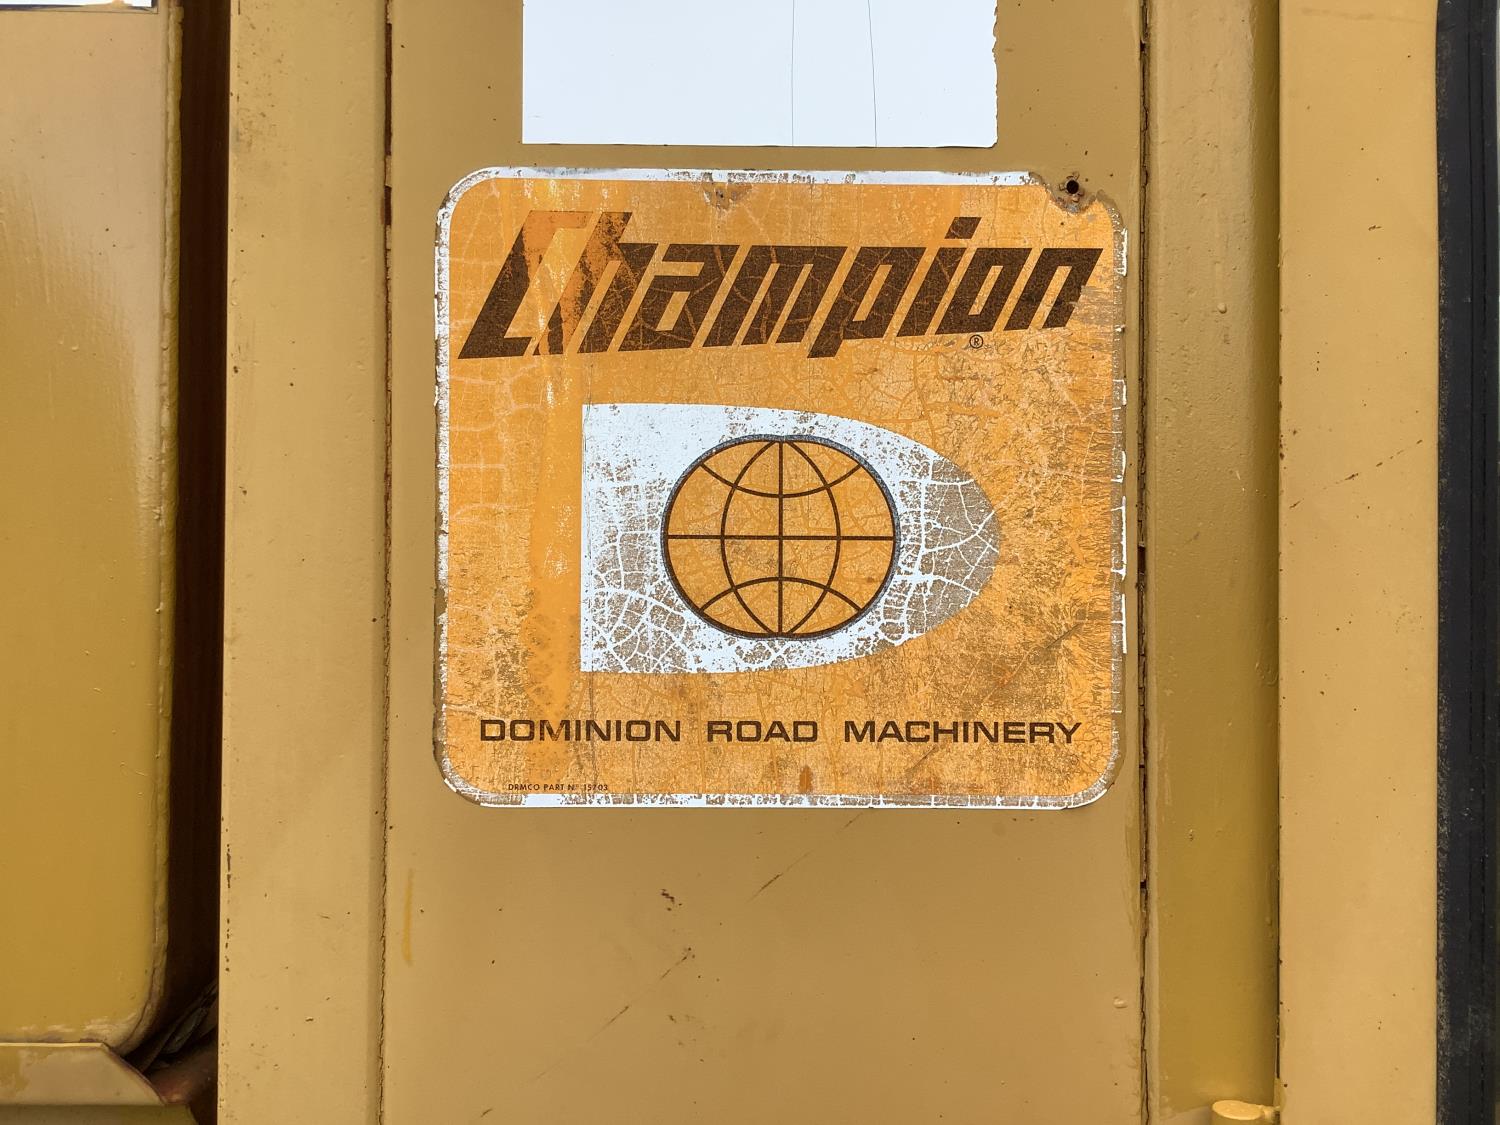 Champion
®
DOMINION ROAD MACHINERY
DRMCO PART Nº 15703